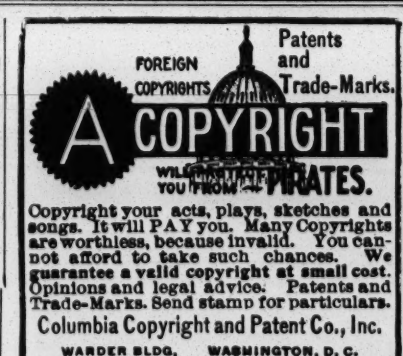 FOREIGN
COPYRIGHTS
Patents
and
Trade-Marks.
A COPYRIGHT
WILL PROTECT
YOU FROM PIRATES.
Copyright your acts, plays, sketches and
songs. It will PAY you. Many Copyrights
are worthless, because invalid. You can-
not afford to take such chances. We
guarantee a valid copyright at small cost.
Opinions and legal advice. Patents and
Trade-Marks. Send stamp for particulars.
Columbia Copyright and Patent Co., Inc.
WARDER BLDG, WASHINGTON, D. C.